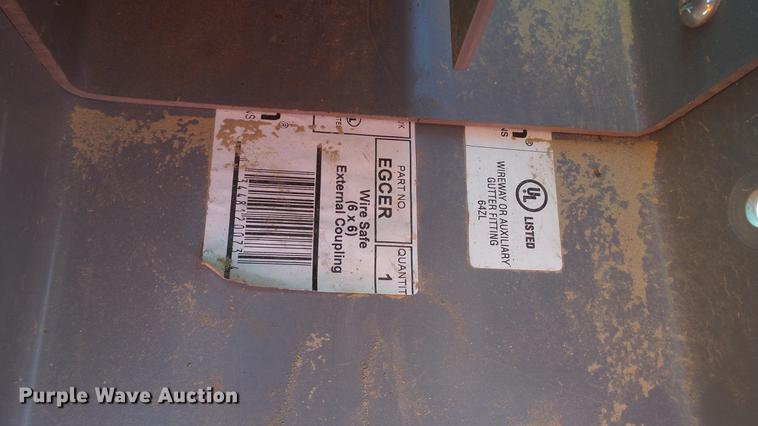 PART NO.
EGCER
QUANTIT
1
Wire Safe
(6 x 6)
External Coupling
UL
LISTED
WIREWAY OR AUXILIARY
GUTTER FITTING
64ZL
Purple Wave Auction